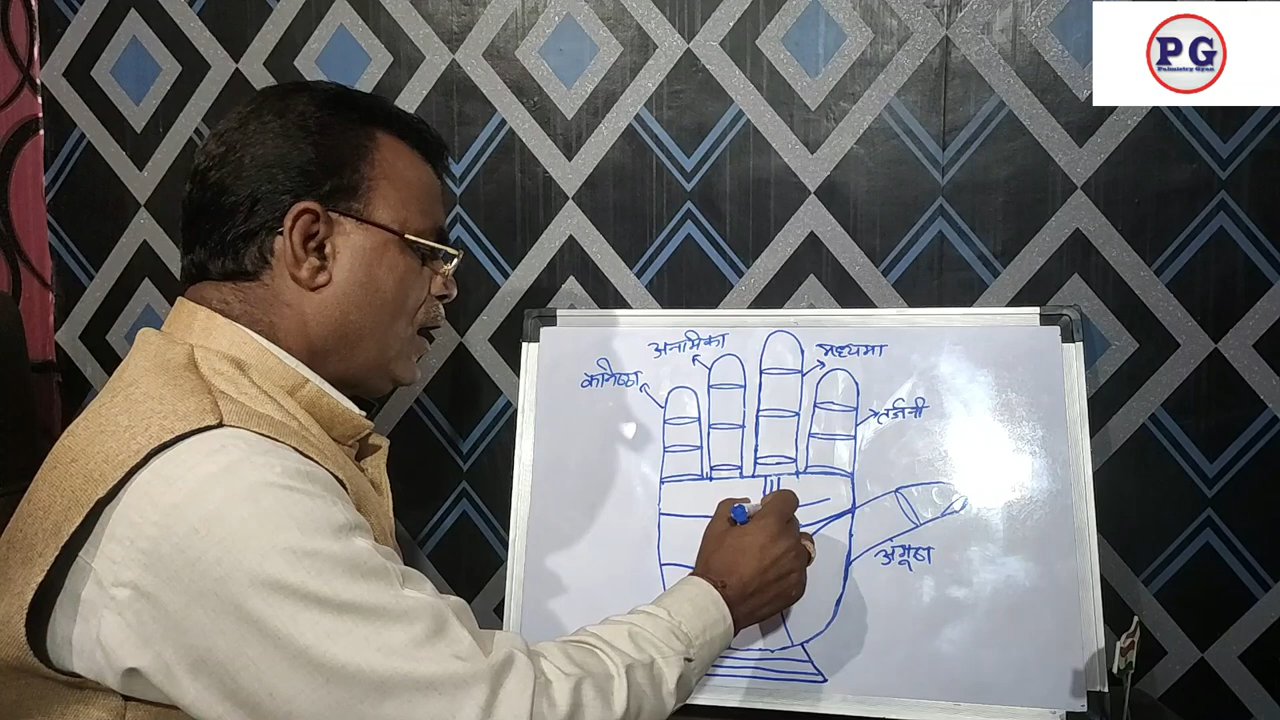 PG
Palmistry Gyan
अनामिका
मध्यमा
कनिष्ठा
तर्जनी
अंगूठा